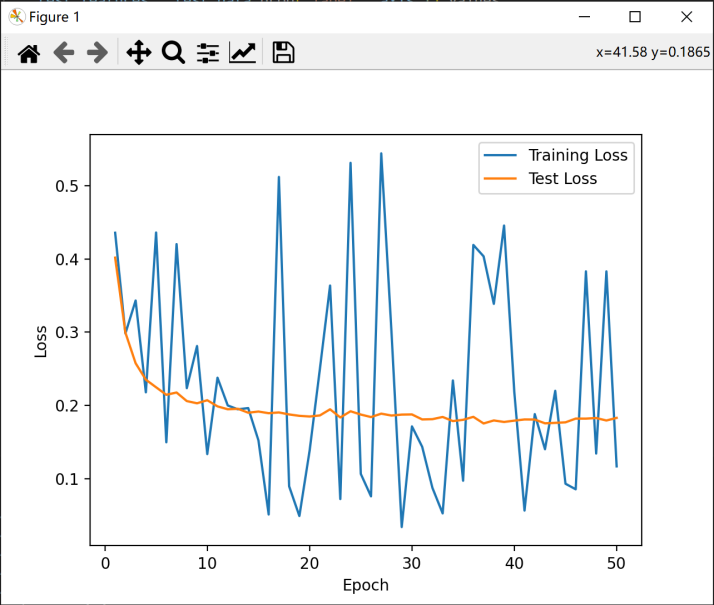 Figure 1
x=41.58 y=0.1865
Training Loss
Test Loss
0.5
0.4
0.3
0.2
0.1
Loss
0 10 20 30 40 50
Epoch